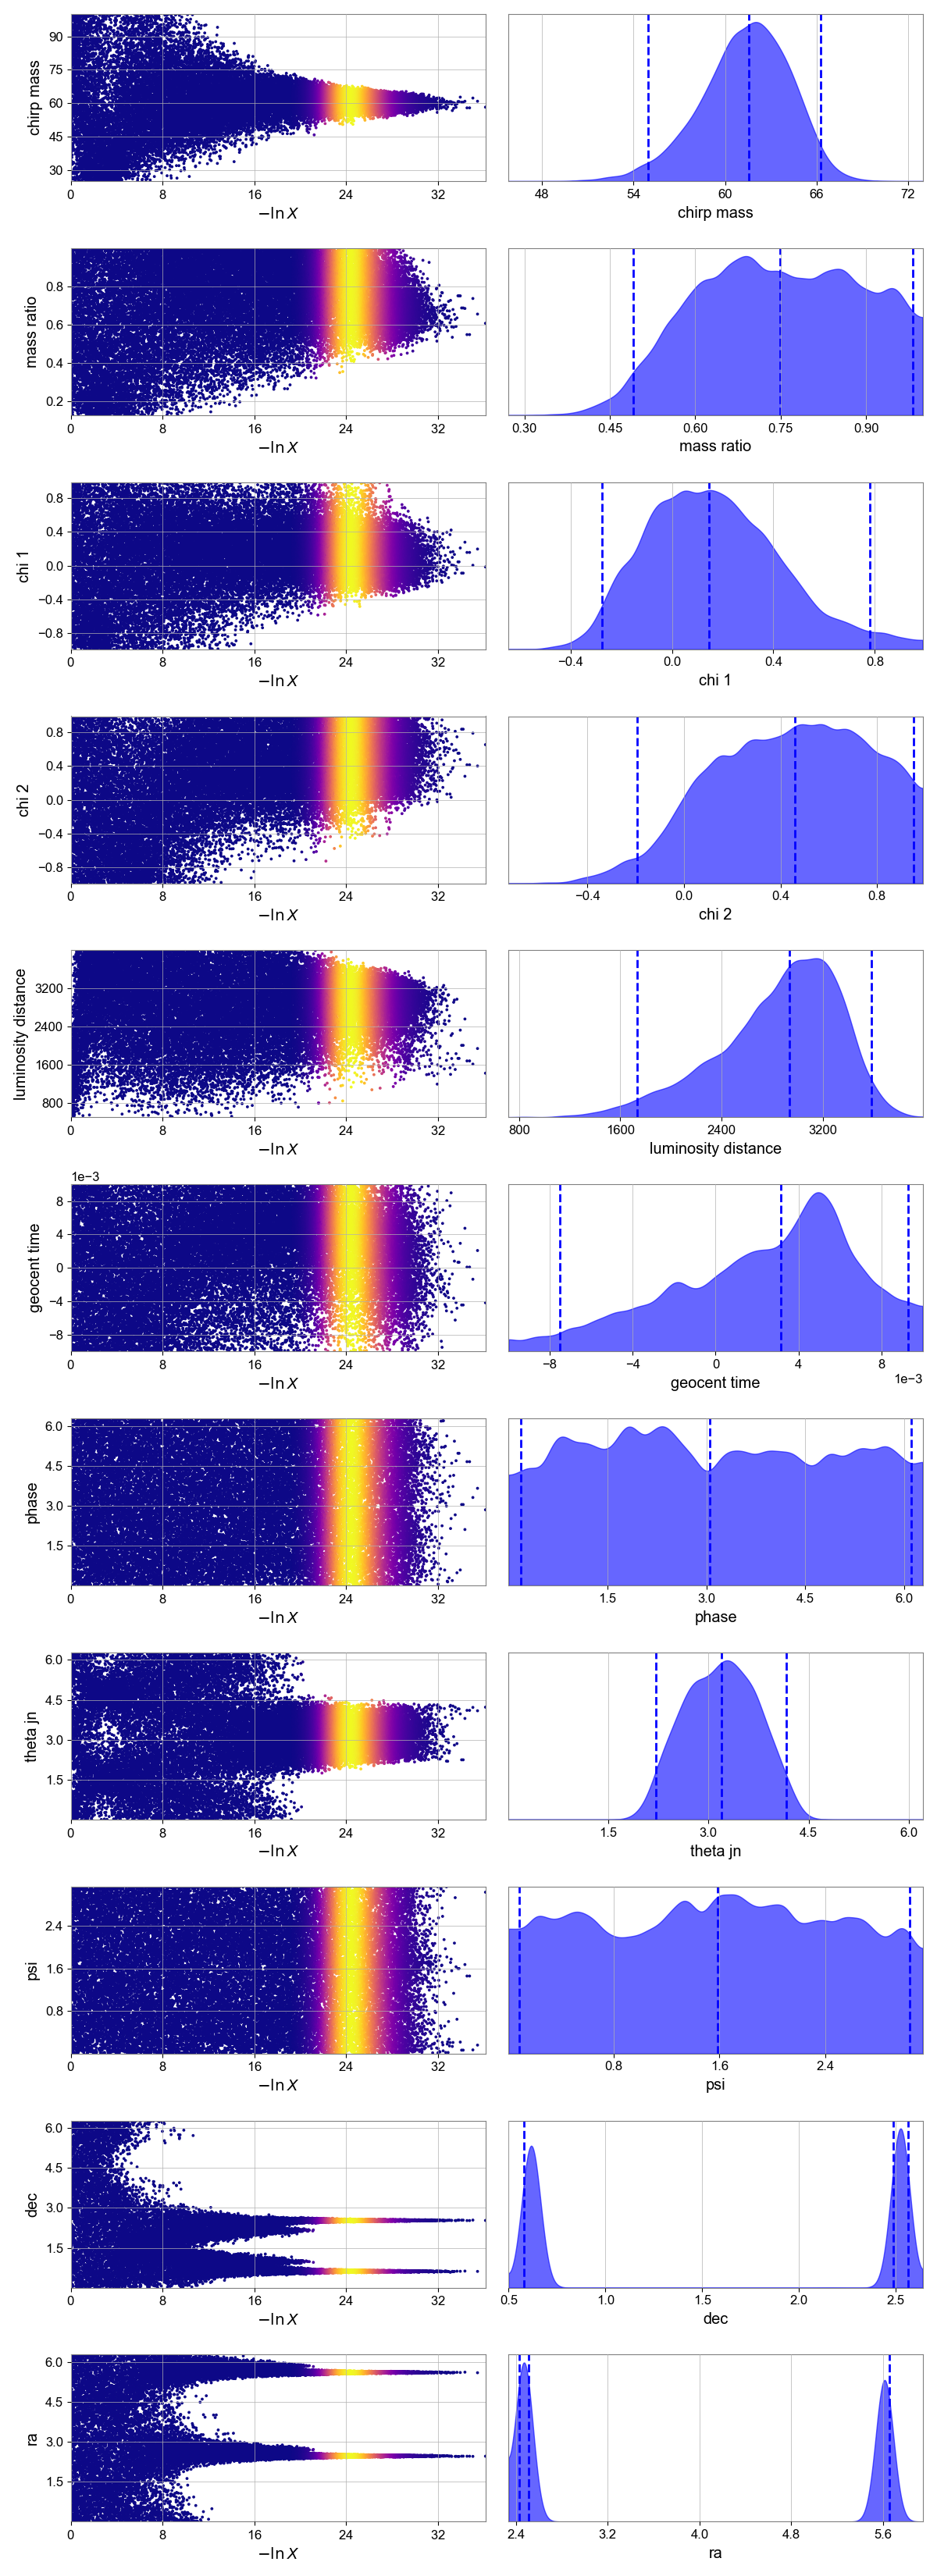 90
75
60
45
30
chirp mass
0 8 16 24 32
−ln X
48 54 60 66 72
chirp mass
0.8
0.6
0.4
0.2
mass ratio
0 8 16 24 32
−ln X
0.30 0.45 0.60 0.75 0.90
mass ratio
0.8
0.4
0.0
−0.4
−0.8
chi 1
0 8 16 24 32
−ln X
−0.4 0.0 0.4 0.8
chi 1
0.8
0.4
0.0
−0.4
−0.8
chi 2
0 8 16 24 32
−ln X
−0.4 0.0 0.4 0.8
chi 2
3200
2400
1600
800
luminosity distance
0 8 16 24 32
−ln X
800 1600 2400 3200
luminosity distance
1e−3
8
4
0
−4
−8
geocent time
0 8 16 24 32
−ln X
−8 −4 0 4 8
1e−3
geocent time
6.0
4.5
3.0
1.5
phase
0 8 16 24 32
−ln X
1.5 3.0 4.5 6.0
phase
6.0
4.5
3.0
1.5
theta jn
0 8 16 24 32
−ln X
1.5 3.0 4.5 6.0
theta jn
2.4
1.6
0.8
psi
0 8 16 24 32
−ln X
0.8 1.6 2.4
psi
6.0
4.5
3.0
1.5
dec
0 8 16 24 32
−ln X
0.5 1.0 1.5 2.0 2.5
dec
6.0
4.5
3.0
1.5
ra
0 8 16 24 32
−ln X
2.4 3.2 4.0 4.8 5.6
ra